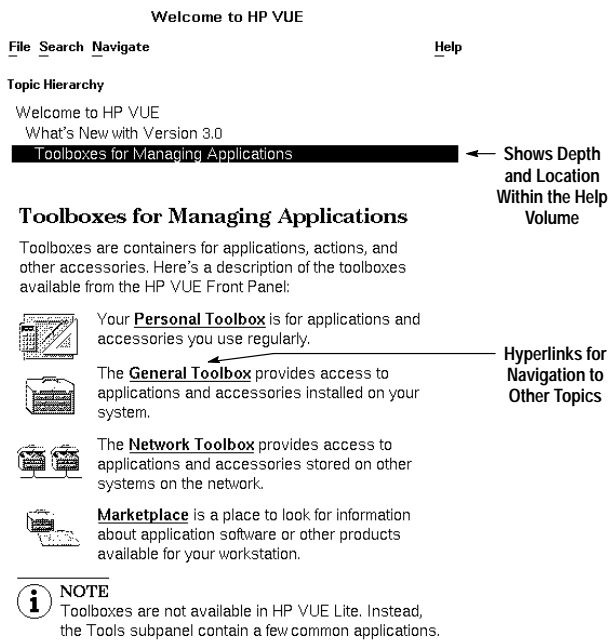 Welcome to HP VUE
File Search Navigate Help
Topic Hierarchy
Welcome to HP VUE
What's New with Version 3.0
Toolboxes for Managing Applications
Shows Depth
and Location
Within the Help
Volume
Toolboxes for Managing Applications
Toolboxes are containers for applications, actions, and
other accessories. Here's a description of the toolboxes
available from the HP VUE Front Panel:
Your Personal Toolbox is for applications and
accessories you use regularly.
The General Toolbox provides access to
applications and accessories installed on your
system.
Hyperlinks for
Navigation to
Other Topics
The Network Toolbox provides access to
applications and accessories stored on other
systems on the network.
Marketplace is a place to look for information
about application software or other products
available for your workstation.
i NOTE
Toolboxes are not available in HP VUE Lite. Instead,
the Tools subpanel contain a few common applications.